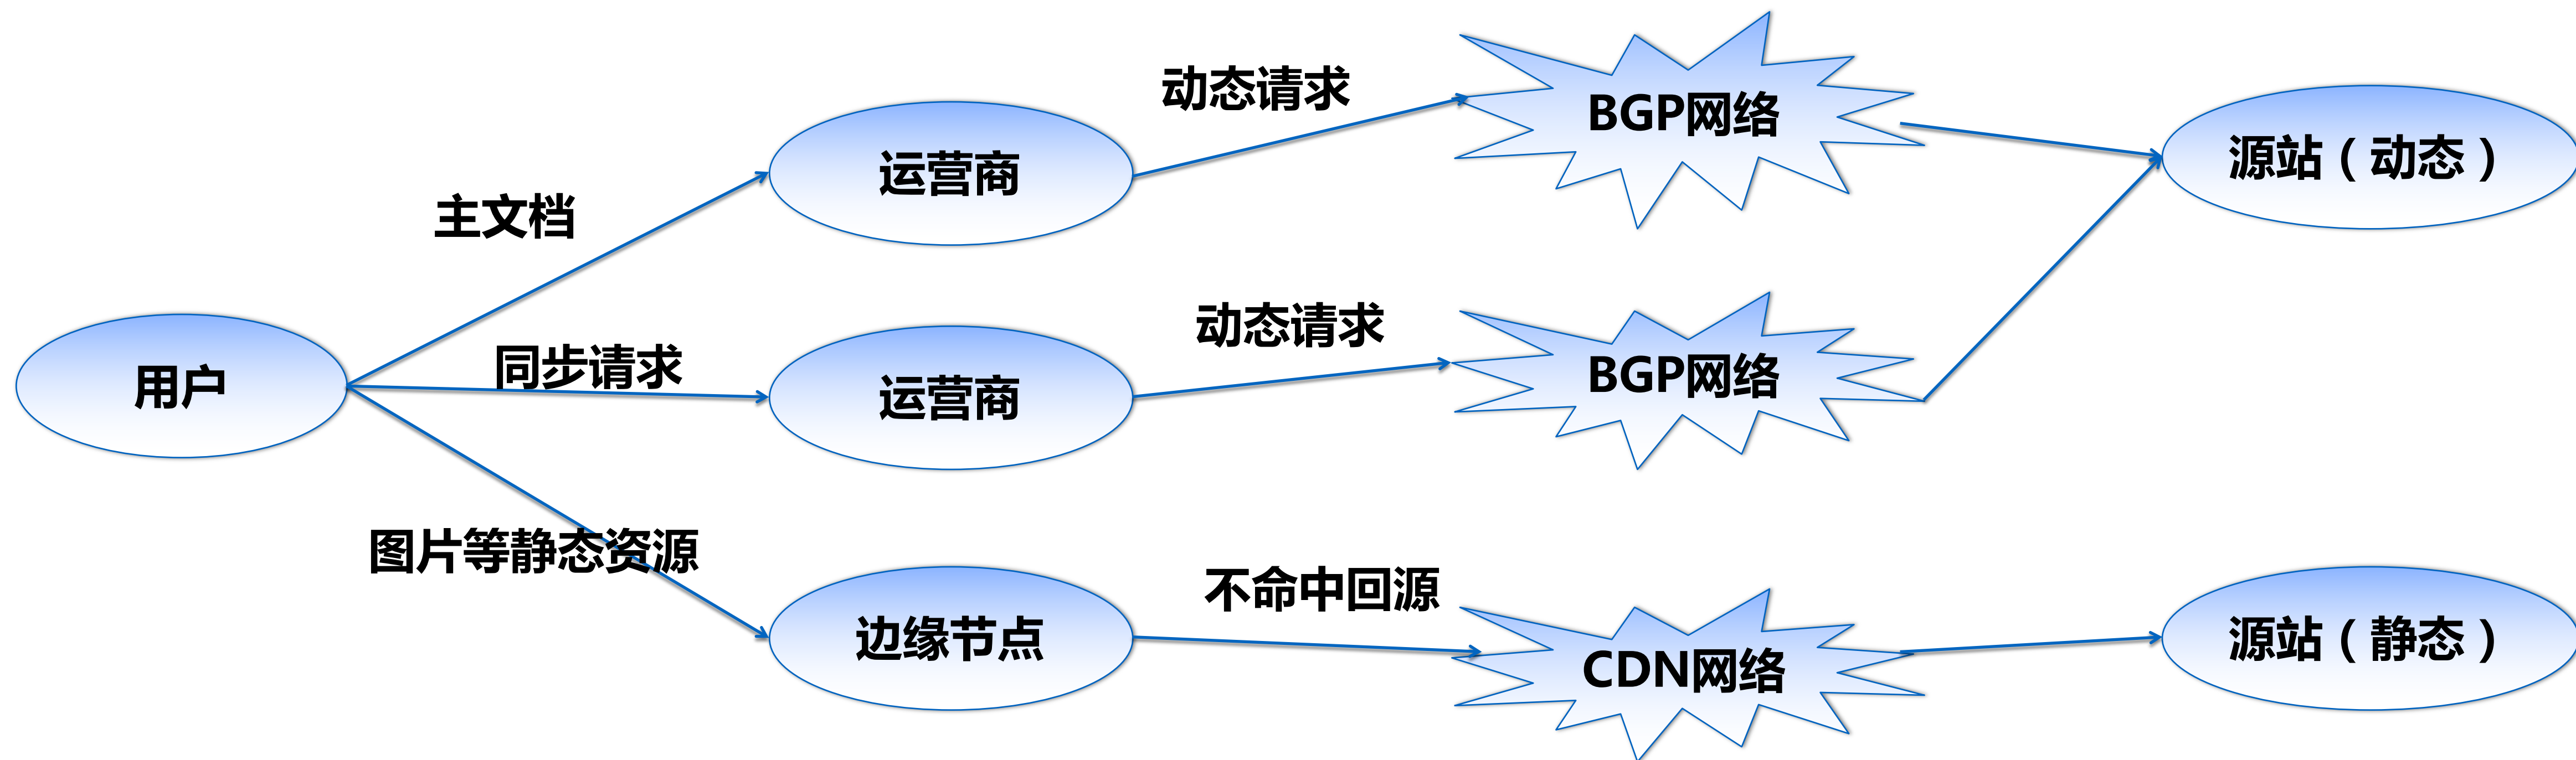 主文档
运营商
动态请求
BGP网络
源站（动态）
用户
同步请求
运营商
动态请求
BGP网络
图片等静态资源
边缘节点
不命中回源
CDN网络
源站（静态）